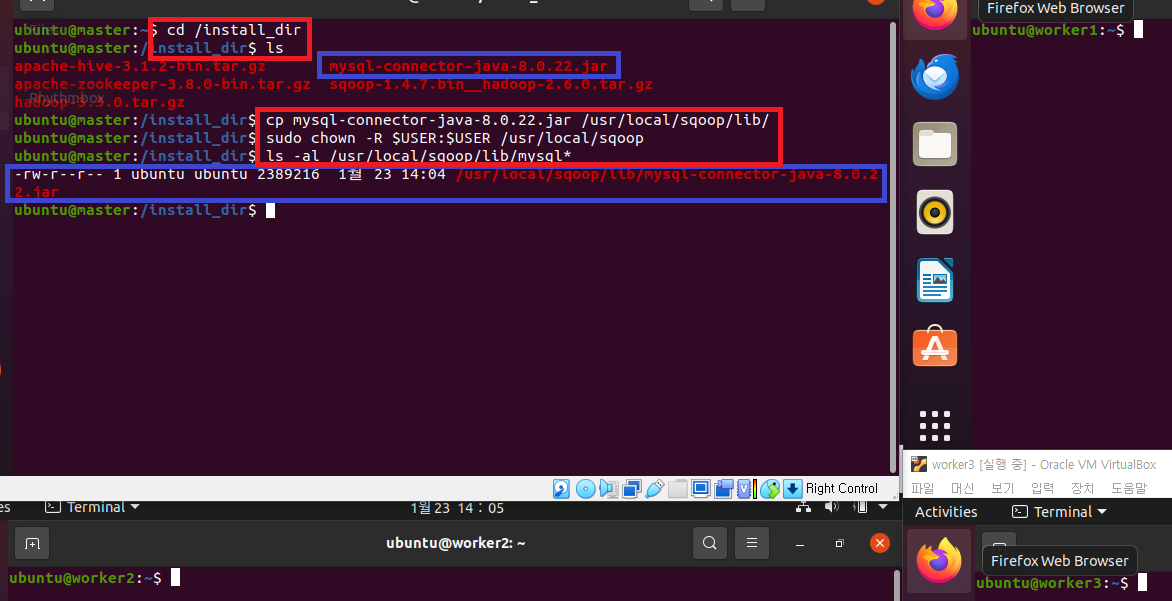 ubuntu@master:~$ cd /install_dir
ubuntu@master:/install_dir$ ls
apache-hive-3.1.2-bin.tar.gz mysql-connector-java-8.0.22.jar
apache-zookeeper-3.8.0-bin.tar.gz sqoop-1.4.7.bin__hadoop-2.6.0.tar.gz
hadoop-3.3.0.tar.gz
Rhythmbox
ubuntu@master:/install_dir$ cp mysql-connector-java-8.0.22.jar /usr/local/sqoop/lib/
ubuntu@master:/install_dir$ sudo chown -R $USER:$USER /usr/local/sqoop
ubuntu@master:/install_dir$ ls -al /usr/local/sqoop/lib/mysql*
-rw-r--r-- 1 ubuntu ubuntu 2389216 1월 23 14:04 /usr/local/sqoop/lib/mysql-connector-java-8.0.2
2.jar
ubuntu@master:/install_dir$
Right Control
Firefox Web Browser
ubuntu@worker1:~$
Terminal
1월 23 14 : 05
ubuntu@worker2: ~
ubuntu@worker2:~$
worker3 [실행 중] - Oracle VM VirtualBox
파일 머신 보기 입력 장치 도움말
Activities Terminal
Firefox Web Browser
ubuntu@worker3:~$